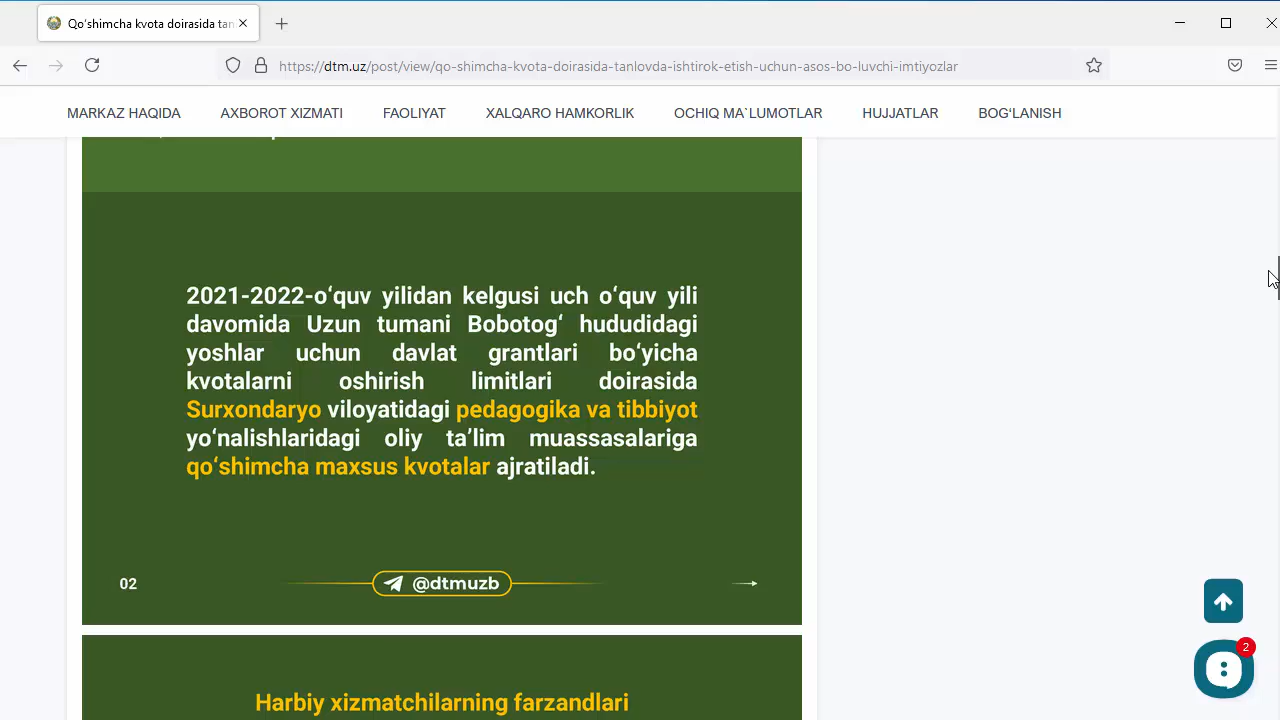 Qo‘shimcha kvota doirasida tan
https://dtm.uz/post/view/qo-shimcha-kvota-doirasida-tanlovda-ishtirok-etish-uchun-asos-bo-luvchi-imtiyozlar
MARKAZ HAQIDA AXBOROT XIZMATI FAOLIYAT XALQARO HAMKORLIK OCHIQ MA`LUMOTLAR HUJJATLAR BOG‘LANISH
2021-2022-o‘quv yilidan kelgusi uch o‘quv yili
davomida Uzun tumani Bobotog‘ hududidagi
yoshlar uchun davlat grantlari bo‘yicha
kvotalarni oshirish limitlari doirasida
Surxondaryo viloyatidagi pedagogika va tibbiyot
yo‘nalishlaridagi oliy ta’lim muassasalariga
qo‘shimcha maxsus kvotalar ajratiladi.
02
@dtmuzb
2
Harbiy xizmatchilarning farzandlari